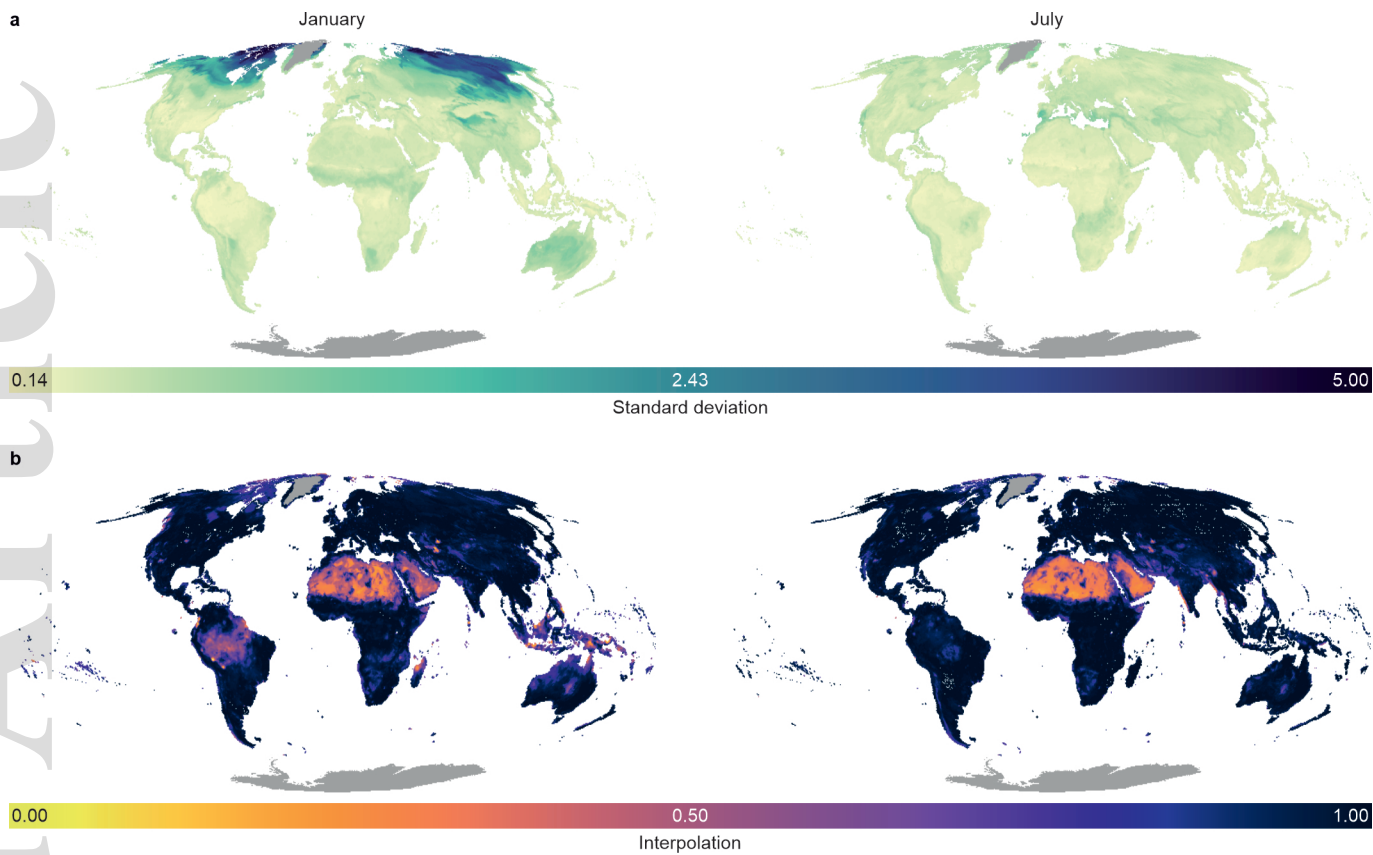 a
January
July
0.14 2.43 5.00
Standard deviation
b
0.00 0.50 1.00
Interpolation